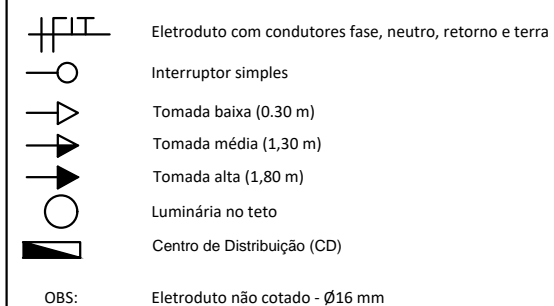 Eletroduto com condutores fase, neutro, retorno e terra
Interruptor simples
Tomada baixa (0.30 m)
Tomada média (1,30 m)
Tomada alta (1,80 m)
Luminária no teto
Centro de Distribuição (CD)
OBS: Eletroduto não cotado - Ø16 mm